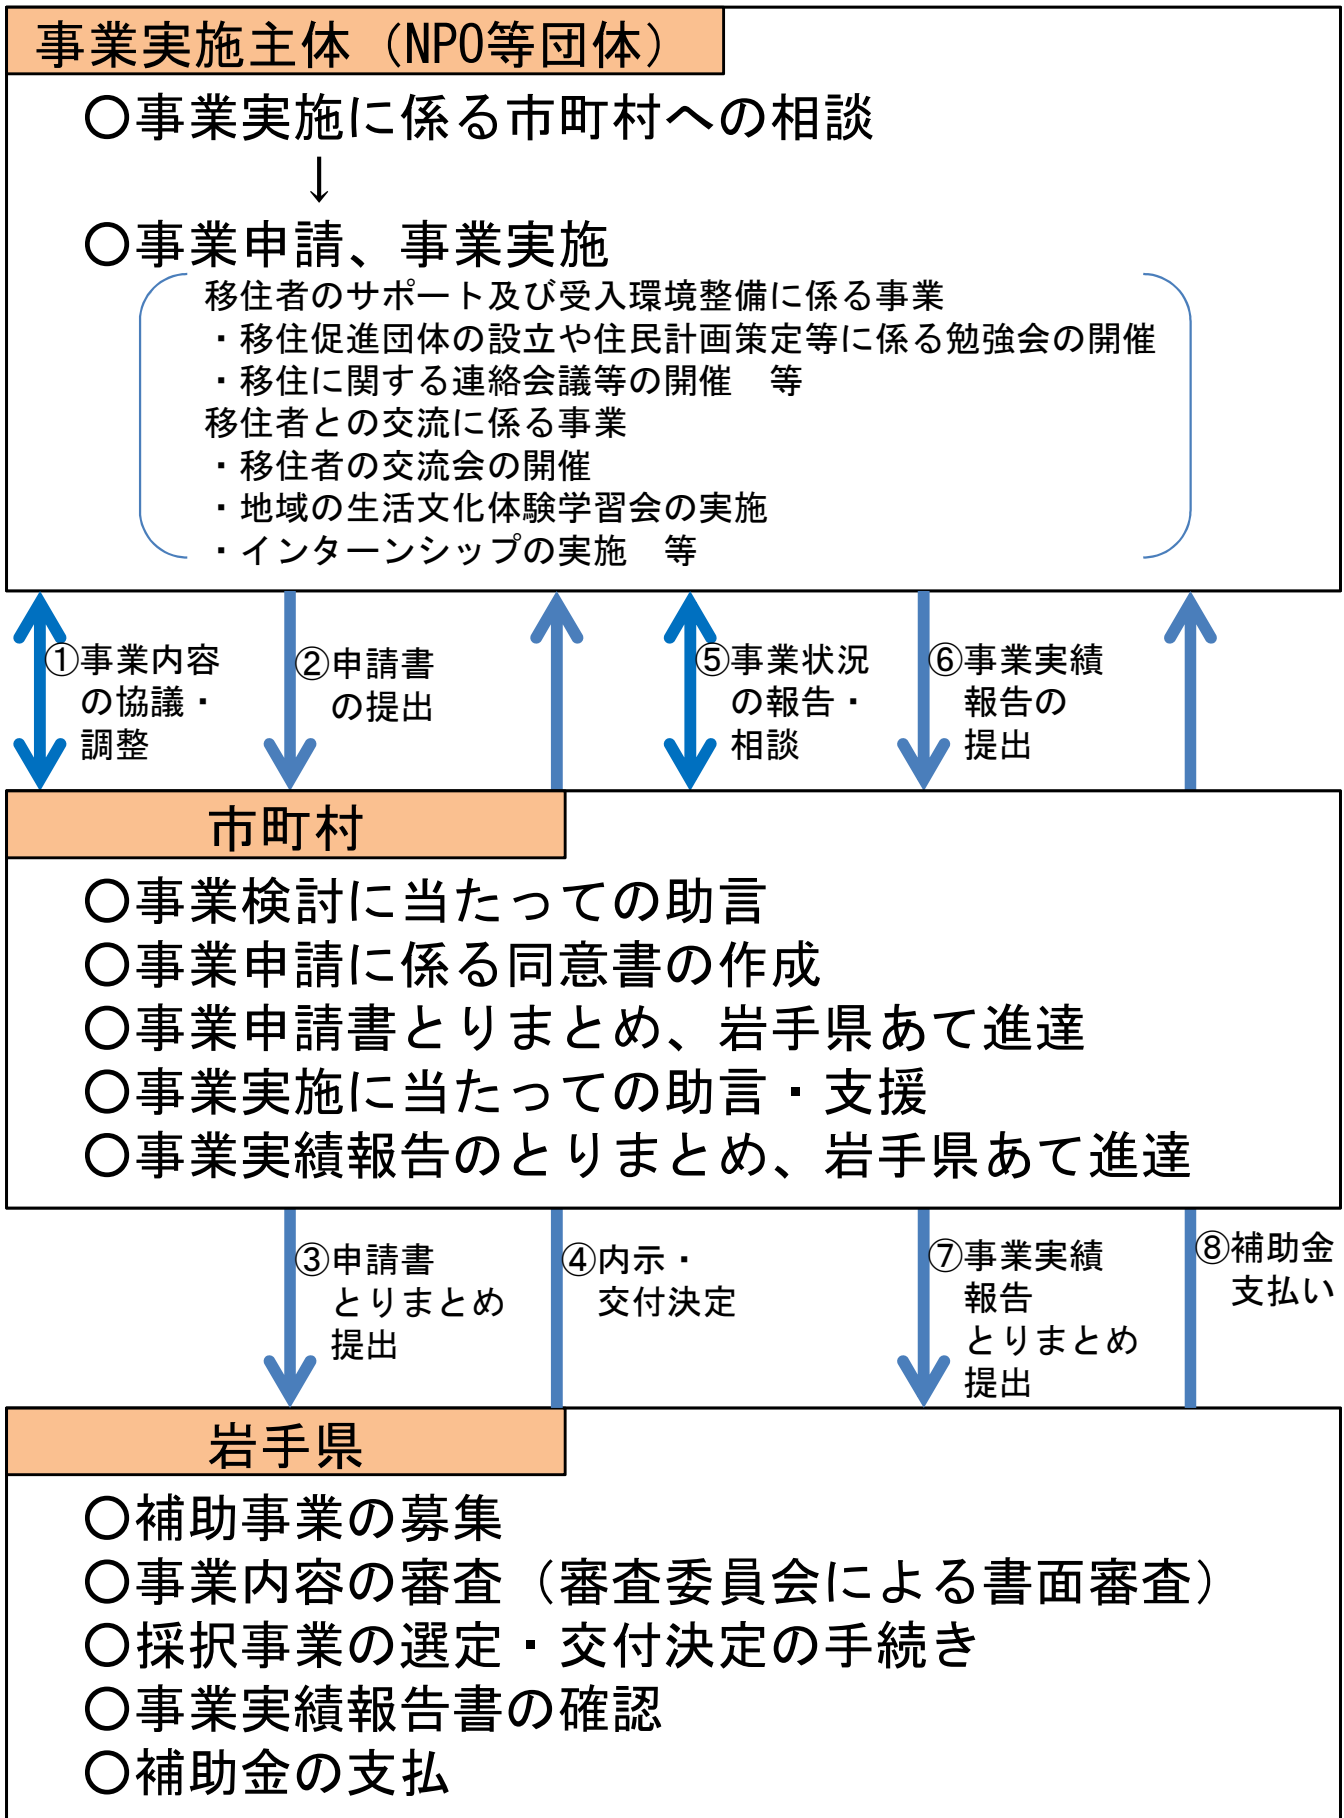 事業実施主体（NPO等団体）
○事業実施に係る市町村への相談
↓
○事業申請、事業実施
移住者のサポート及び受入環境整備に係る事業
・移住促進団体の設立や住民計画策定等に係る勉強会の開催
・移住に関する連絡会議等の開催　等
移住者との交流に係る事業
・移住者の交流会の開催
・地域の生活文化体験学習会の実施
・インターンシップの実施　等
①事業内容
の協議・
調整
②申請書
の提出
⑤事業状況
の報告・
相談
⑥事業実績
報告の
提出
市町村
○事業検討に当たっての助言
○事業申請に係る同意書の作成
○事業申請書とりまとめ、岩手県あて進達
○事業実施に当たっての助言・支援
○事業実績報告のとりまとめ、岩手県あて進達
③申請書
とりまとめ
提出
④内示・
交付決定
⑦事業実績
報告
とりまとめ
提出
⑧補助金
支払い
岩手県
○補助事業の募集
○事業内容の審査（審査委員会による書面審査）
○採択事業の選定・交付決定の手続き
○事業実績報告書の確認
○補助金の支払